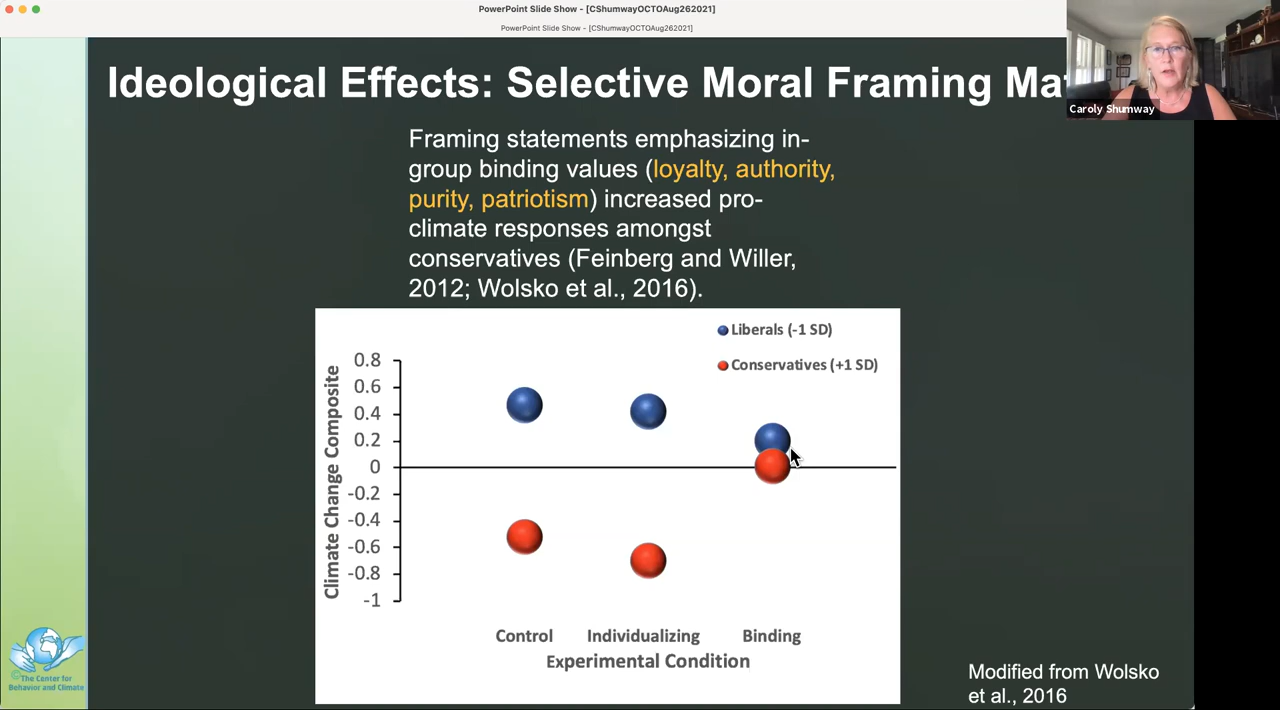 PowerPoint Slide Show - [CShumwayOCTOAug262021]
PowerPoint Slide Show - [CShumwayOCTOAug262021]
Caroly Shumway
Ideological Effects: Selective Moral Framing Mat
Framing statements emphasizing in-
group binding values (loyalty, authority,
purity, patriotism) increased pro-
climate responses amongst
conservatives (Feinberg and Willer,
2012; Wolsko et al., 2016).
Liberals (-1 SD)
Conservatives (+1 SD)
Climate Change Composite
0.8
0.6
0.4
0.2
0
-0.2
-0.4
-0.6
-0.8
-1
Control Individualizing Binding
Experimental Condition
Modified from Wolsko
et al., 2016
©The Center for
Behavior and Climate